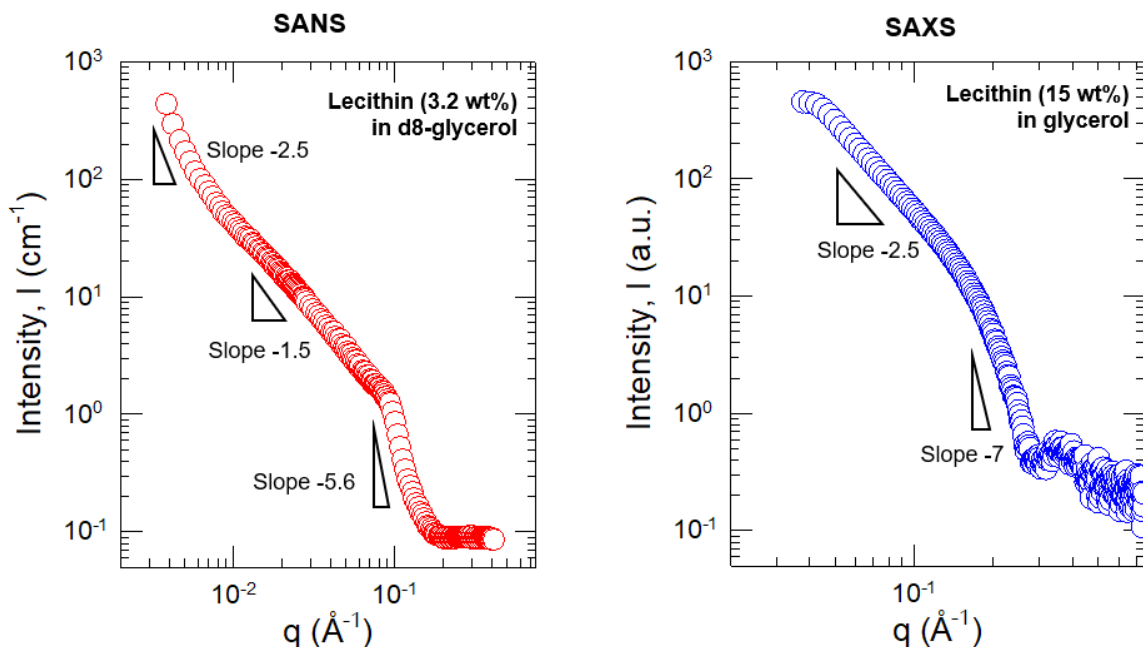 SANS
10³
10²
10¹
10⁰
10⁻¹
Intensity, I (cm⁻¹)
Lecithin (3.2 wt%)
in d8-glycerol
Slope -2.5
Slope -1.5
Slope -5.6
10⁻²
10⁻¹
q (Å⁻¹)
SAXS
10³
10²
10¹
10⁰
10⁻¹
Intensity, I (a.u.)
Lecithin (15 wt%)
in glycerol
Slope -2.5
Slope -7
10⁻¹
q (Å⁻¹)